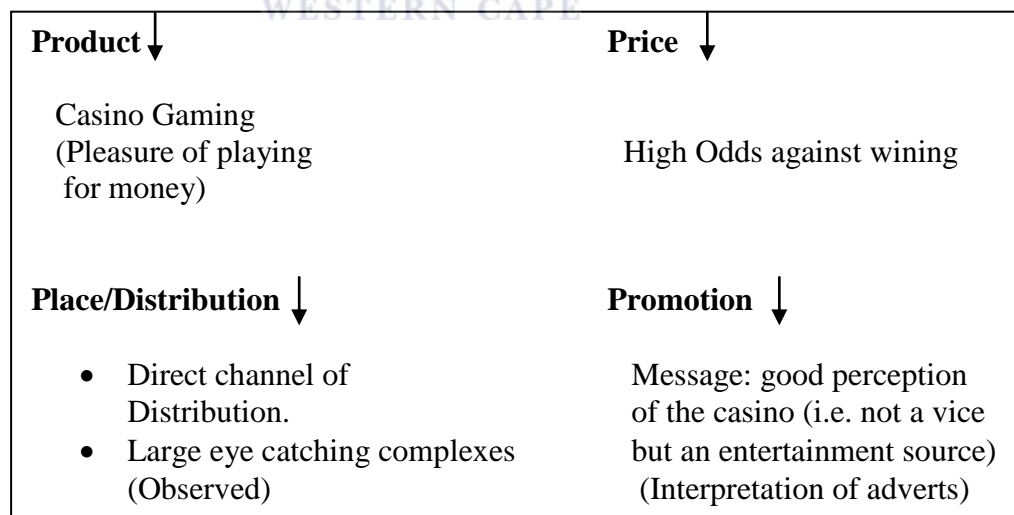 WESTERN CAPE
Product
Price
Casino Gaming
(Pleasure of playing
for money)
High Odds against wining
Place/Distribution
Promotion
• Direct channel of
Distribution.
• Large eye catching complexes
(Observed)
Message: good perception
of the casino (i.e. not a vice
but an entertainment source)
(Interpretation of adverts)